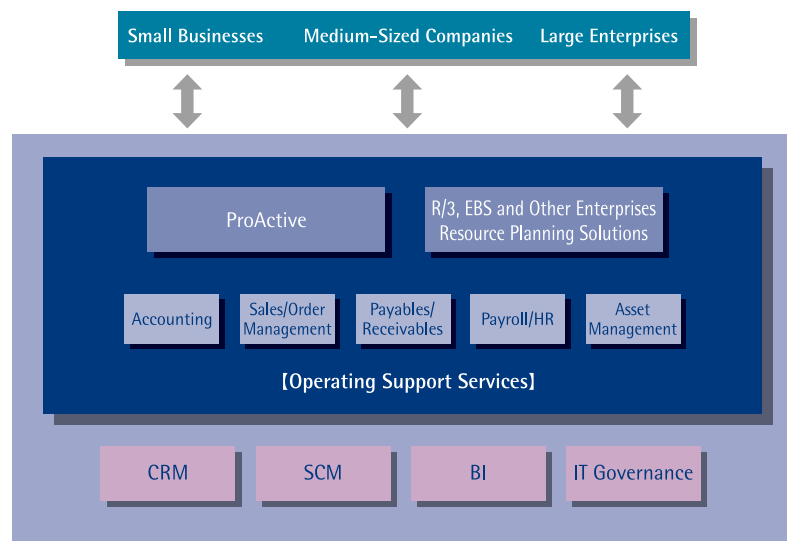 Small Businesses Medium-Sized Companies Large Enterprises
ProActive
R/3, EBS and Other Enterprises
Resource Planning Solutions
Accounting
Sales/Order
Management
Payables/
Receivables
Payroll/HR
Asset
Management
【Operating Support Services】
CRM
SCM
BI
IT Governance